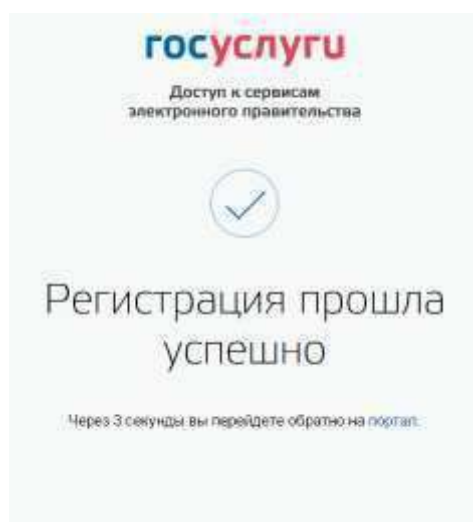 госуслуги
Доступ к сервисам
электронного правительства
Регистрация прошла
успешно
Через 3 секунды вы перейдете обратно на портал.